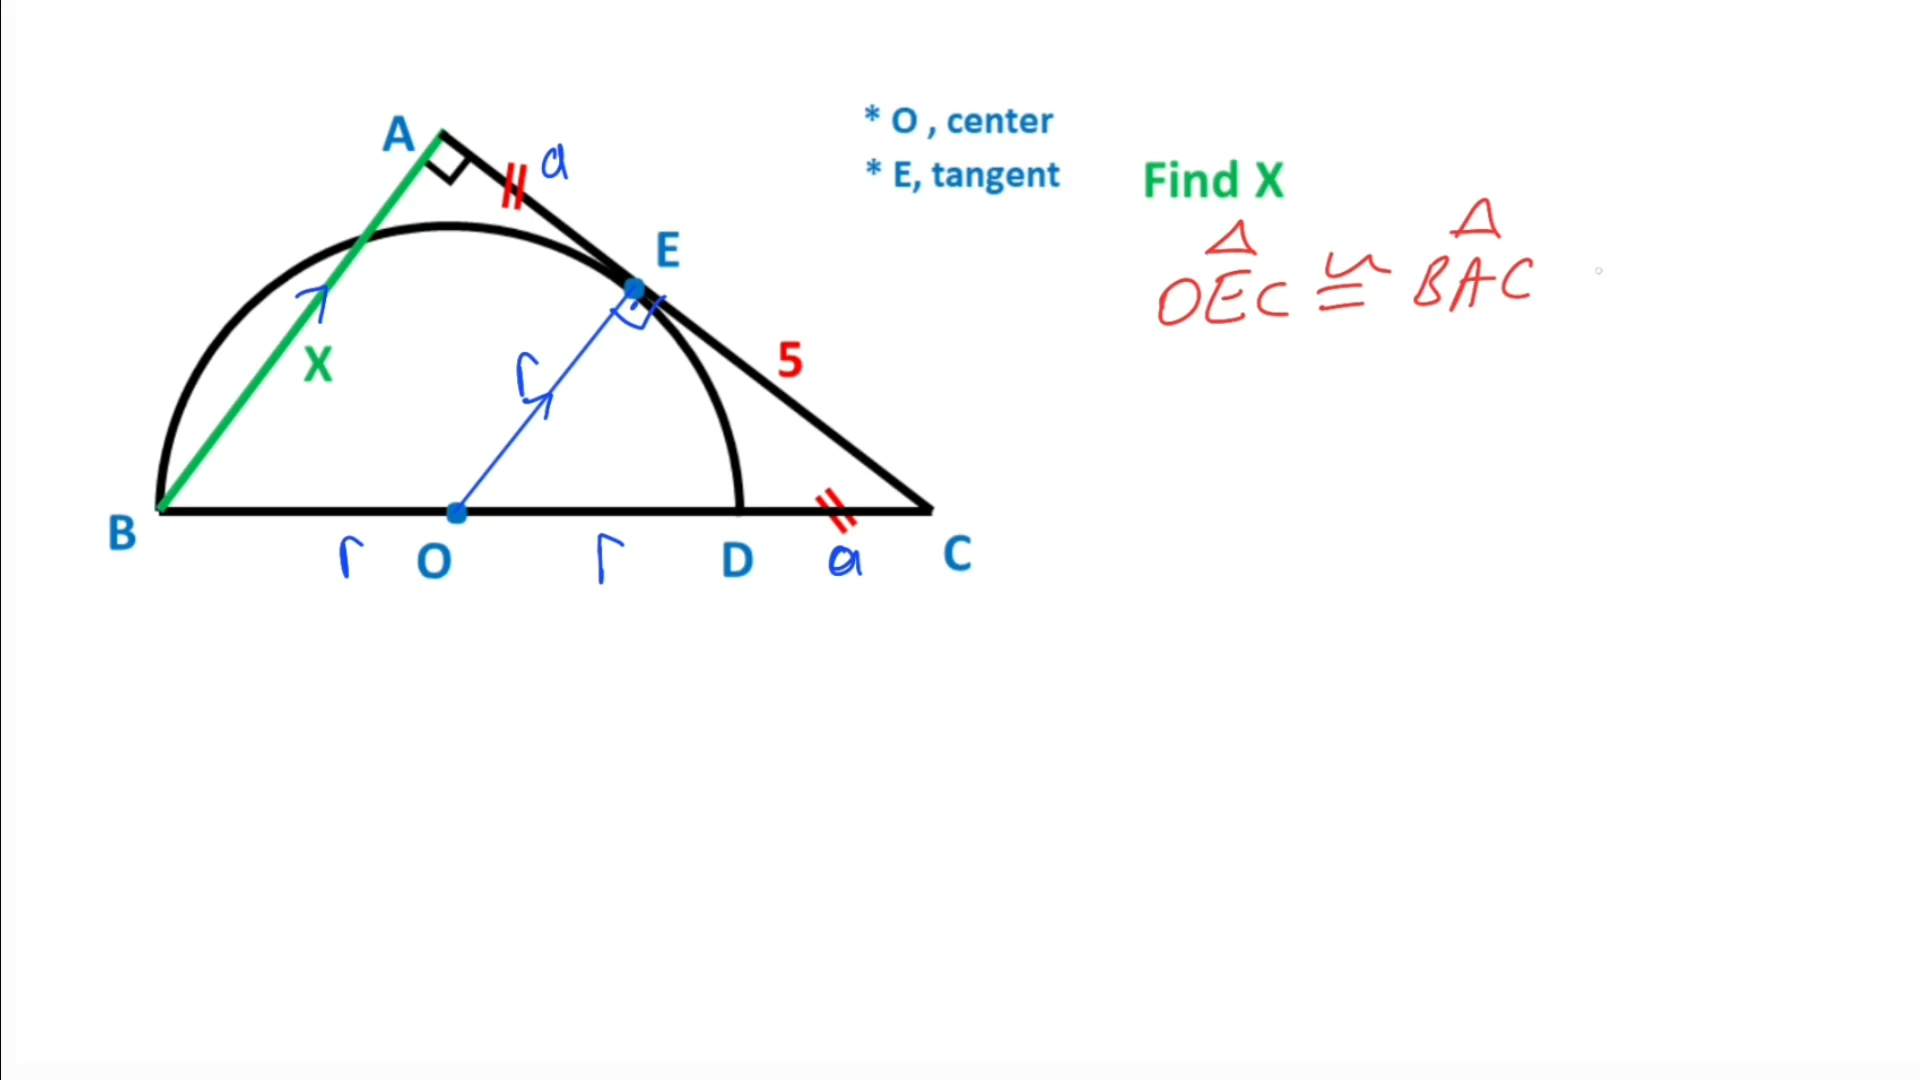 A
a
* O , center
* E, tangent
Find X
E
Δ
Δ
OEC ≅ BAC
X
r
5
B
r
O
r
D
a
C